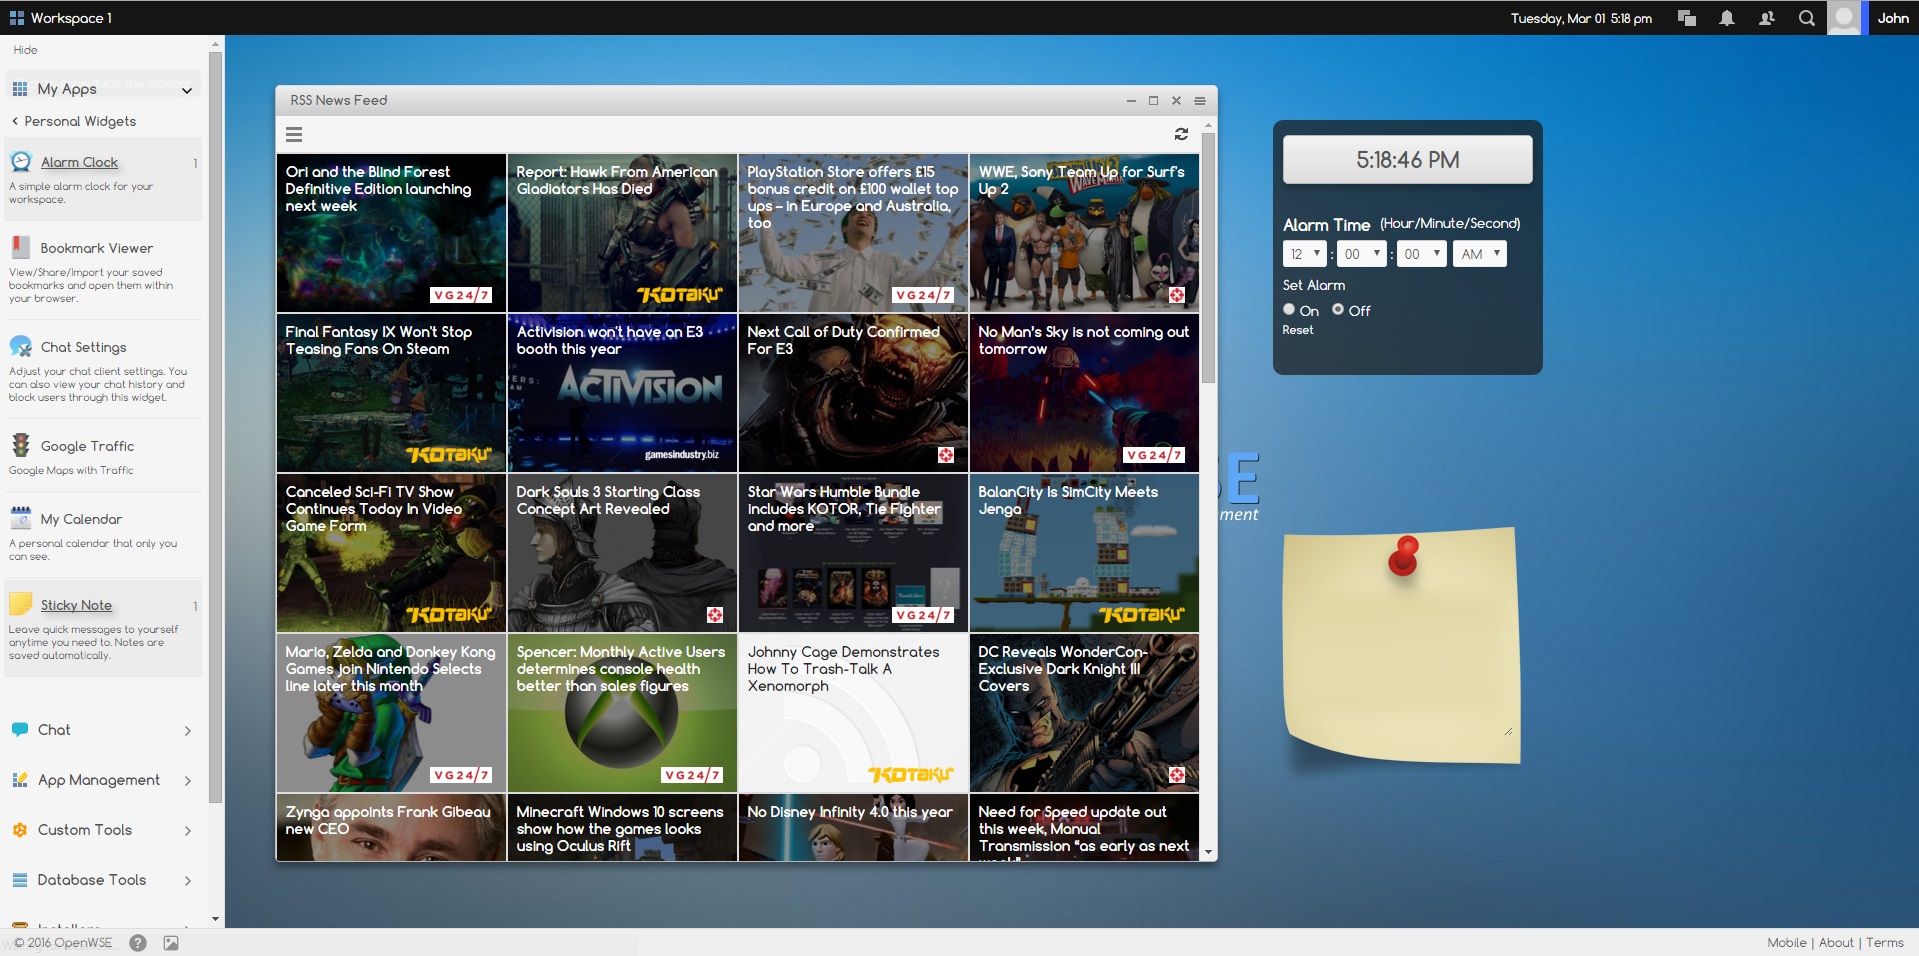 Workspace 1
Tuesday, Mar 01 5:18 pm
John
Hide
My Apps
Personal Widgets
Alarm Clock
1
A simple alarm clock for your
workspace.
Bookmark Viewer
View/Share/Import your saved
bookmarks and open them within
your browser.
Chat Settings
Adjust your chat client settings. You
can also view your chat history and
block users through this widget.
Google Traffic
Google Maps with Traffic
My Calendar
A personal calendar that only you
can see.
Sticky Note
1
Leave quick messages to yourself
anytime you need to. Notes are
saved automatically.
Chat
App Management
Custom Tools
Database Tools
RSS News Feed
Ori and the Blind Forest
Definitive Edition launching
next week
VG24/7
Report: Hawk From American
Gladiators Has Died
KOTAKU
PlayStation Store offers £15
bonus credit on £100 wallet top
ups – in Europe and Australia,
too
VG24/7
WWE, Sony Team Up for Surf's
Up 2
Final Fantasy IX Won't Stop
Teasing Fans On Steam
KOTAKU
Activision won't have an E3
booth this year
ACTIVISION
gamesindustry.biz
Next Call of Duty Confirmed
For E3
No Man's Sky is not coming out
tomorrow
VG24/7
Canceled Sci-Fi TV Show
Continues Today In Video
Game Form
KOTAKU
Dark Souls 3 Starting Class
Concept Art Revealed
Star Wars Humble Bundle
includes KOTOR, Tie Fighter
and more
VG24/7
BalanCity Is SimCity Meets
Jenga
KOTAKU
Mario, Zelda and Donkey Kong
Games join Nintendo Selects
line later this month
VG24/7
Spencer: Monthly Active Users
determines console health
better than sales figures
VG24/7
Johnny Cage Demonstrates
How To Trash-Talk A
Xenomorph
KOTAKU
DC Reveals WonderCon-
Exclusive Dark Knight III
Covers
Zynga appoints Frank Gibeau
new CEO
Minecraft Windows 10 screens
show how the games looks
using Oculus Rift
No Disney Infinity 4.0 this year
Need for Speed update out
this week, Manual
Transmission "as early as next
5:18:46 PM
Alarm Time (Hour/Minute/Second)
12 : 00 : 00 AM
Set Alarm
On Off
Reset
E
ment
© 2016 OpenWSE
?
Mobile | About | Terms